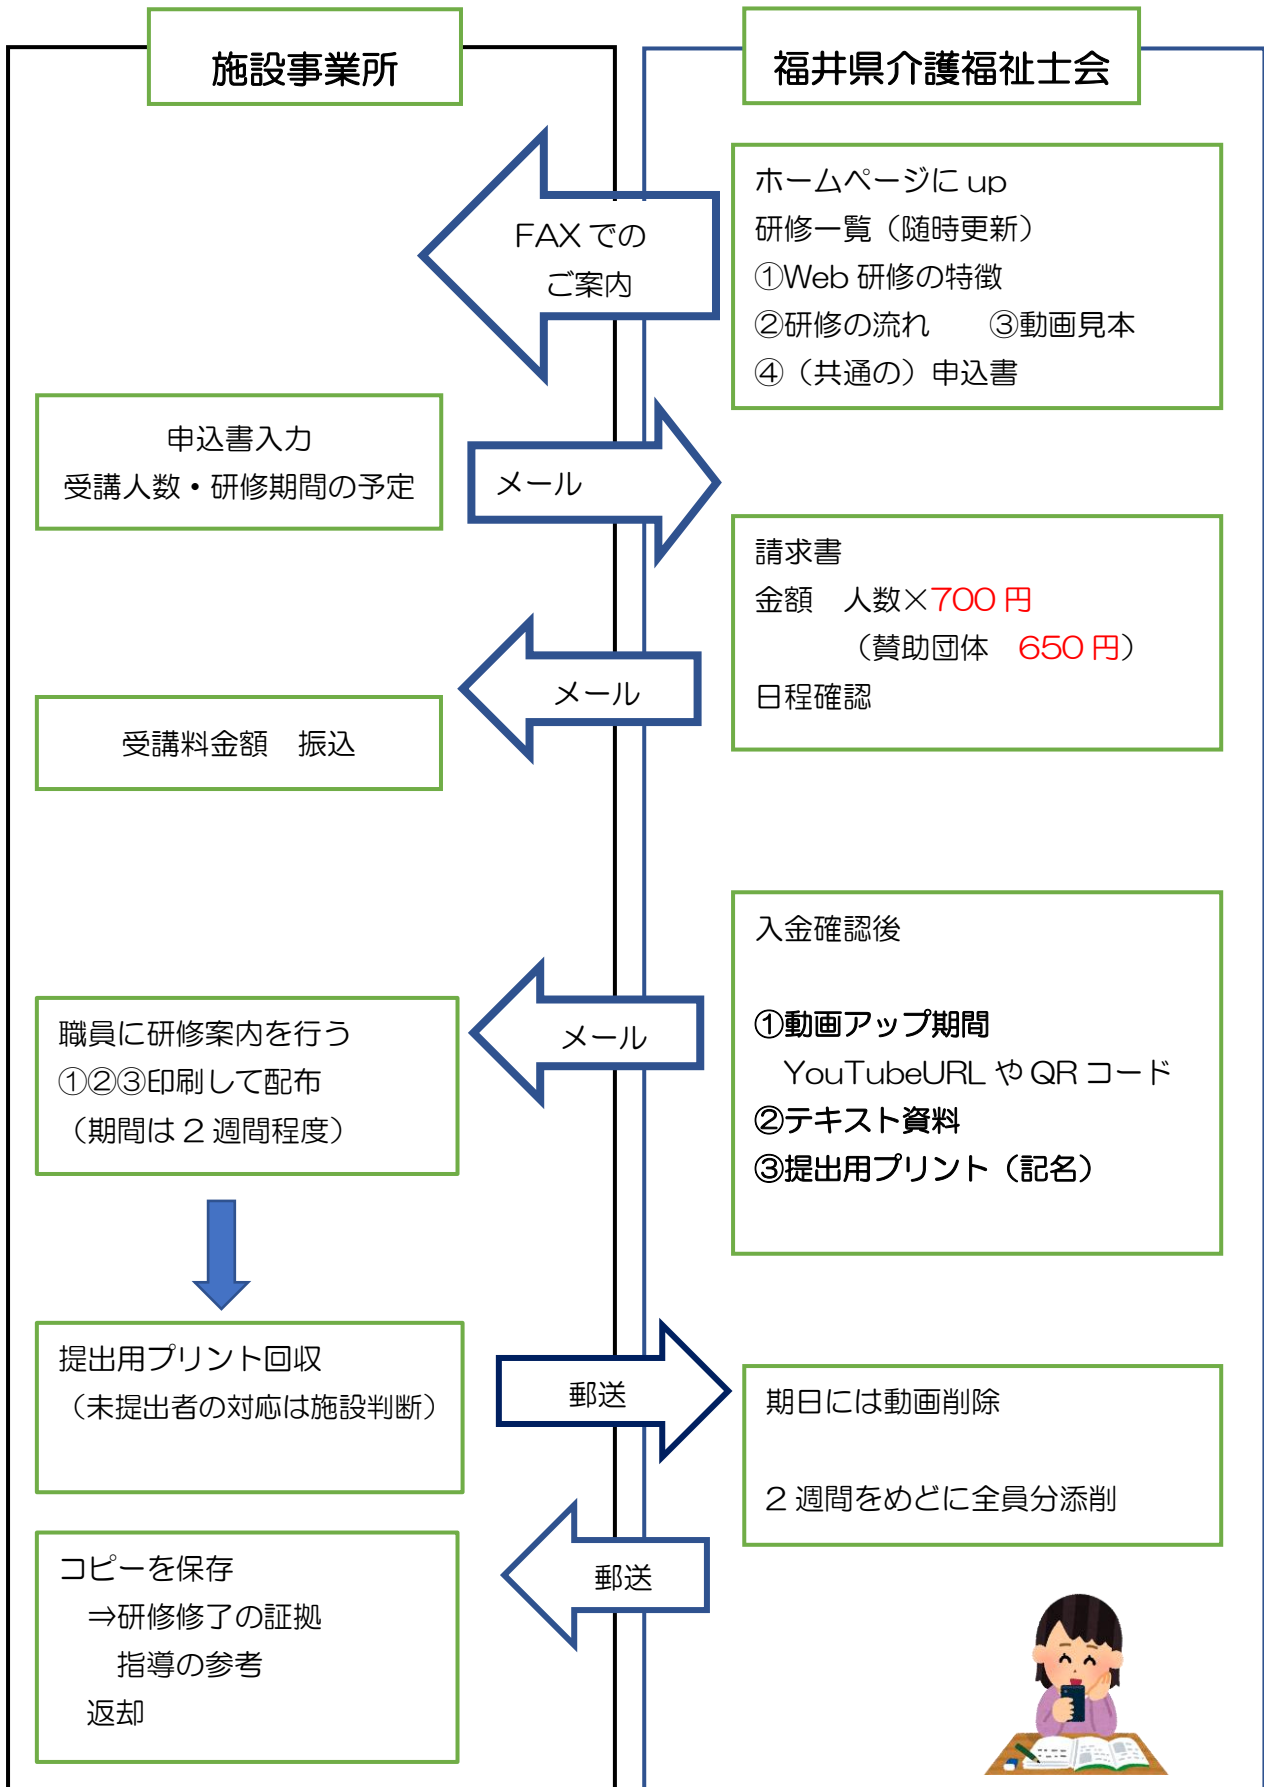 施設事業所
福井県介護福祉士会
ホームページに up
研修一覧（随時更新）
①Web 研修の特徴
②研修の流れ　　③動画見本
④（共通の）申込書
FAX での
ご案内
申込書入力
受講人数・研修期間の予定
メール
請求書
金額　人数×700 円
（賛助団体　650 円）
日程確認
メール
受講料金額　振込
入金確認後
①動画アップ期間
YouTubeURL や QR コード
②テキスト資料
③提出用プリント（記名）
メール
職員に研修案内を行う
①②③印刷して配布
（期間は 2 週間程度）
提出用プリント回収
（未提出者の対応は施設判断）
郵送
期日には動画削除
2 週間をめどに全員分添削
郵送
コピーを保存
⇒研修修了の証拠
指導の参考
返却